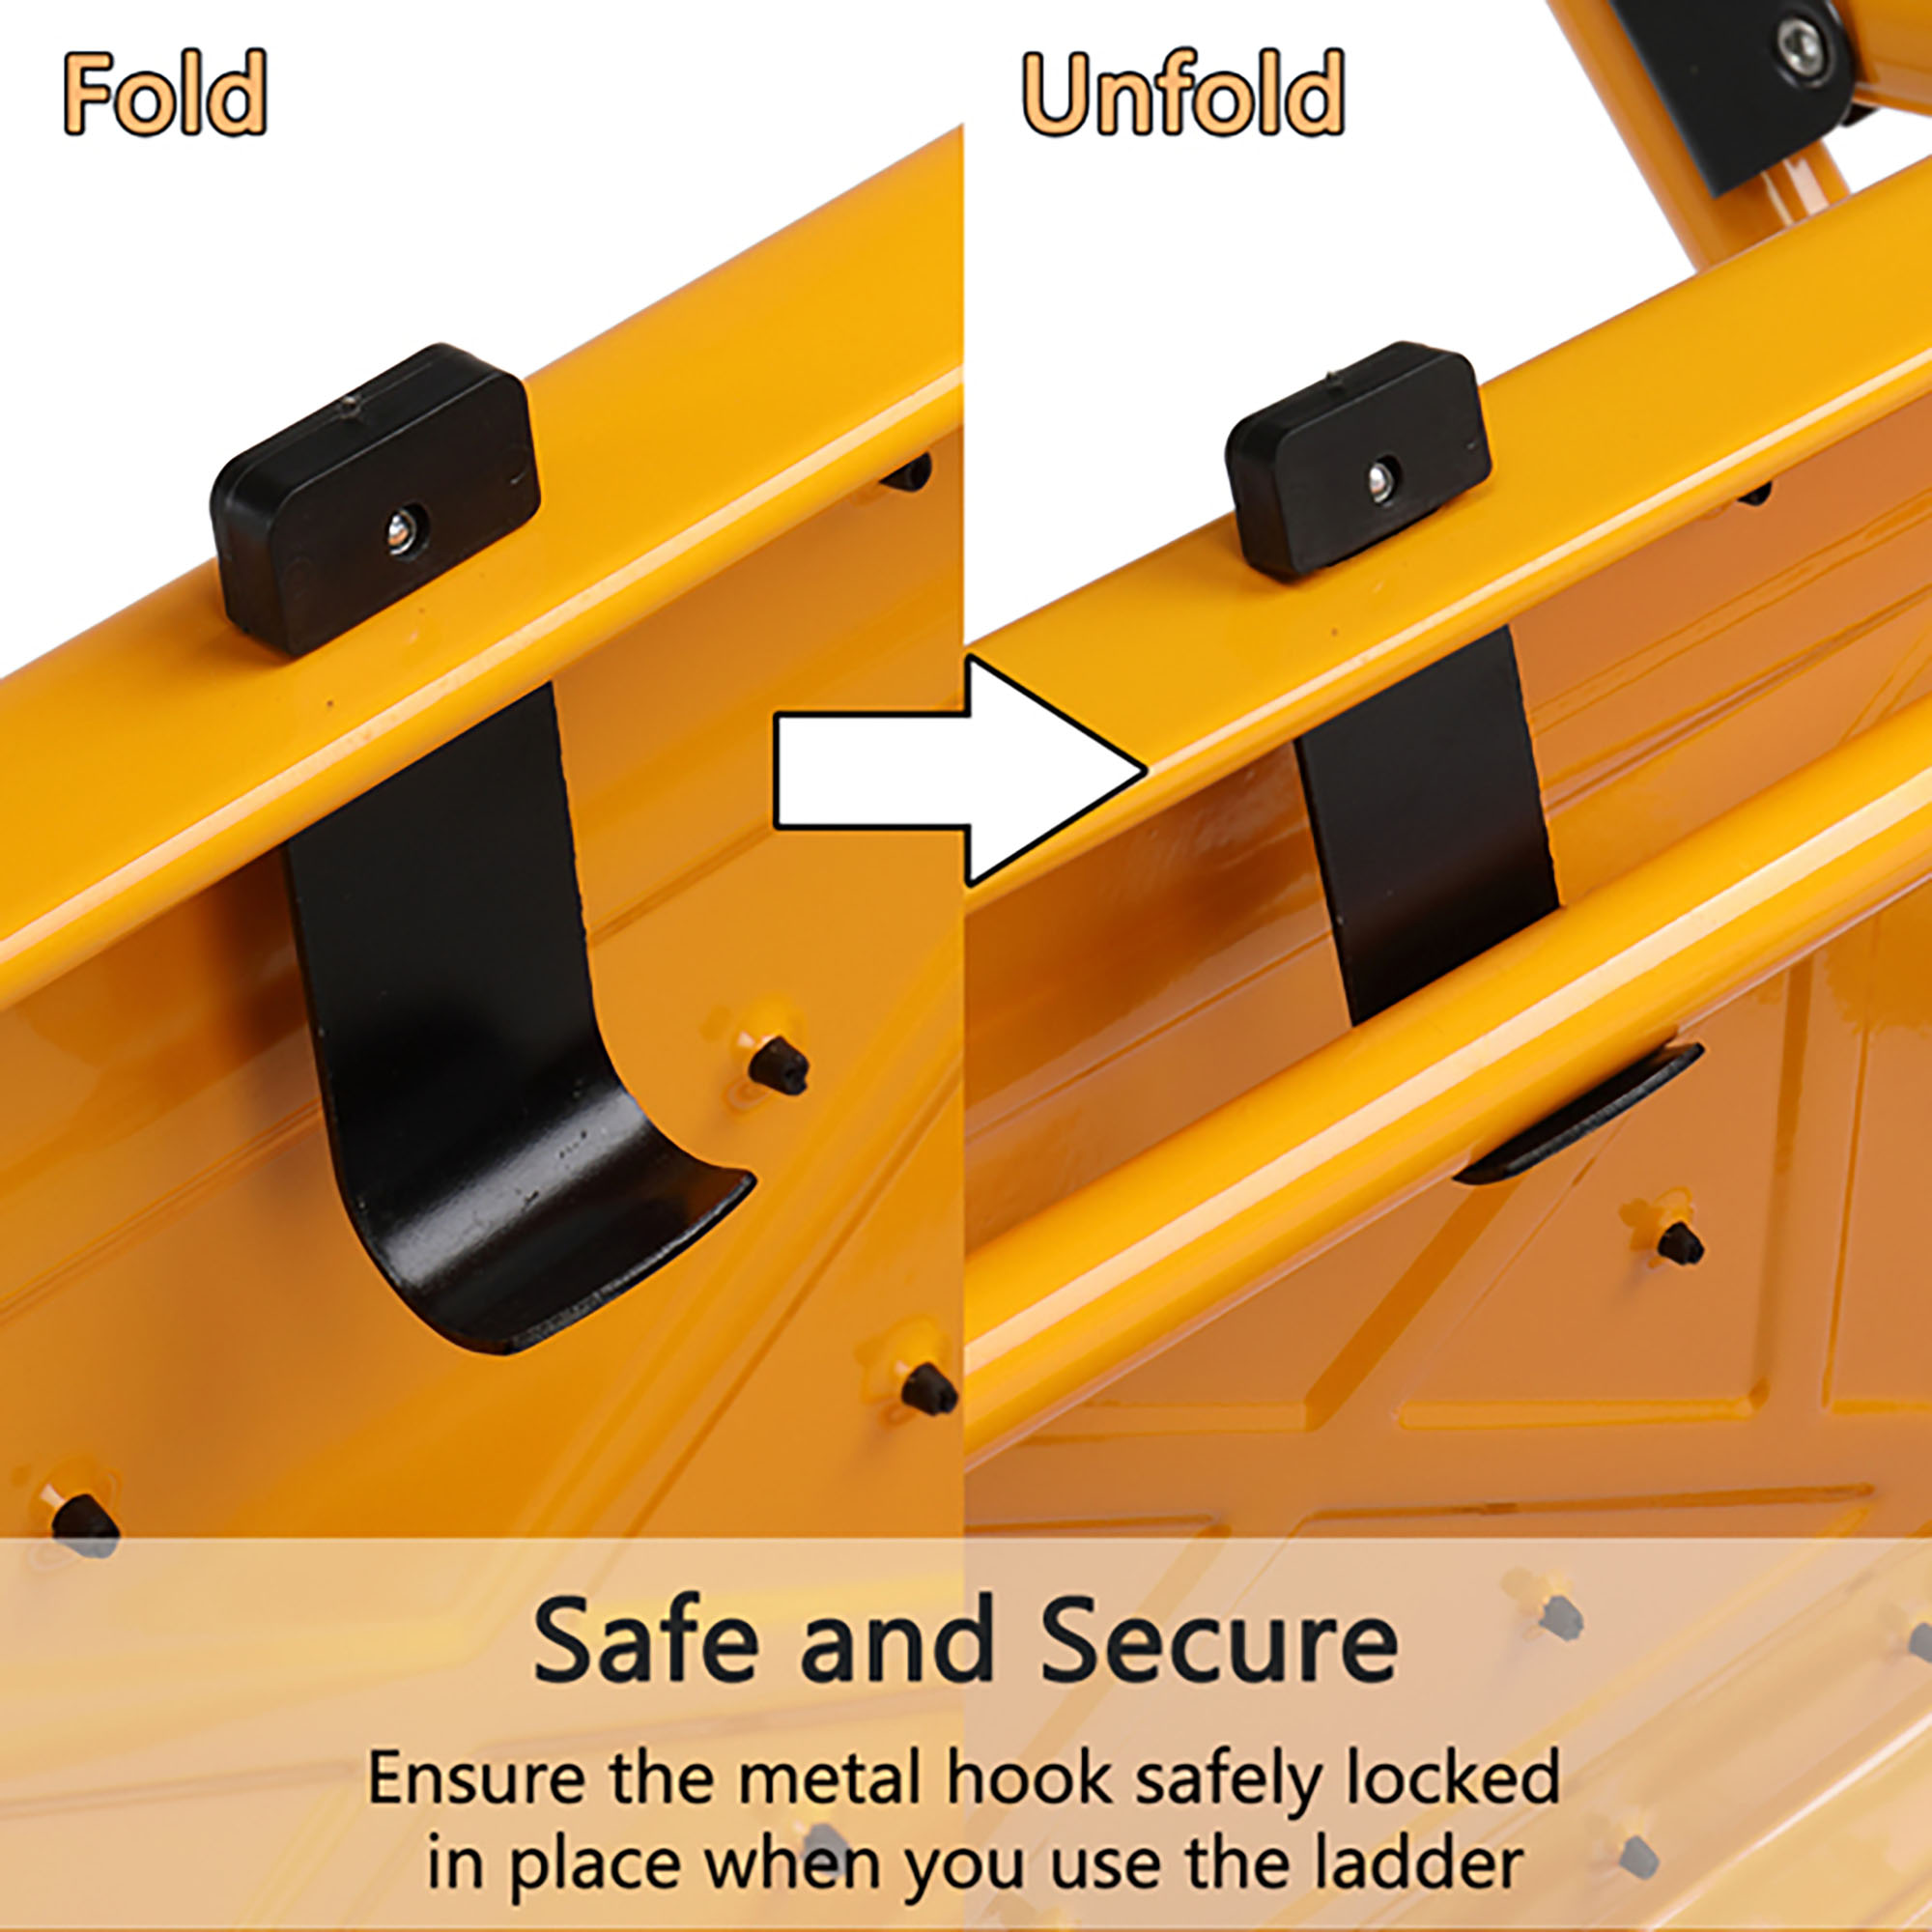 Fold
Unfold
Safe and Secure
Ensure the metal hook safely locked
in place when you use the ladder